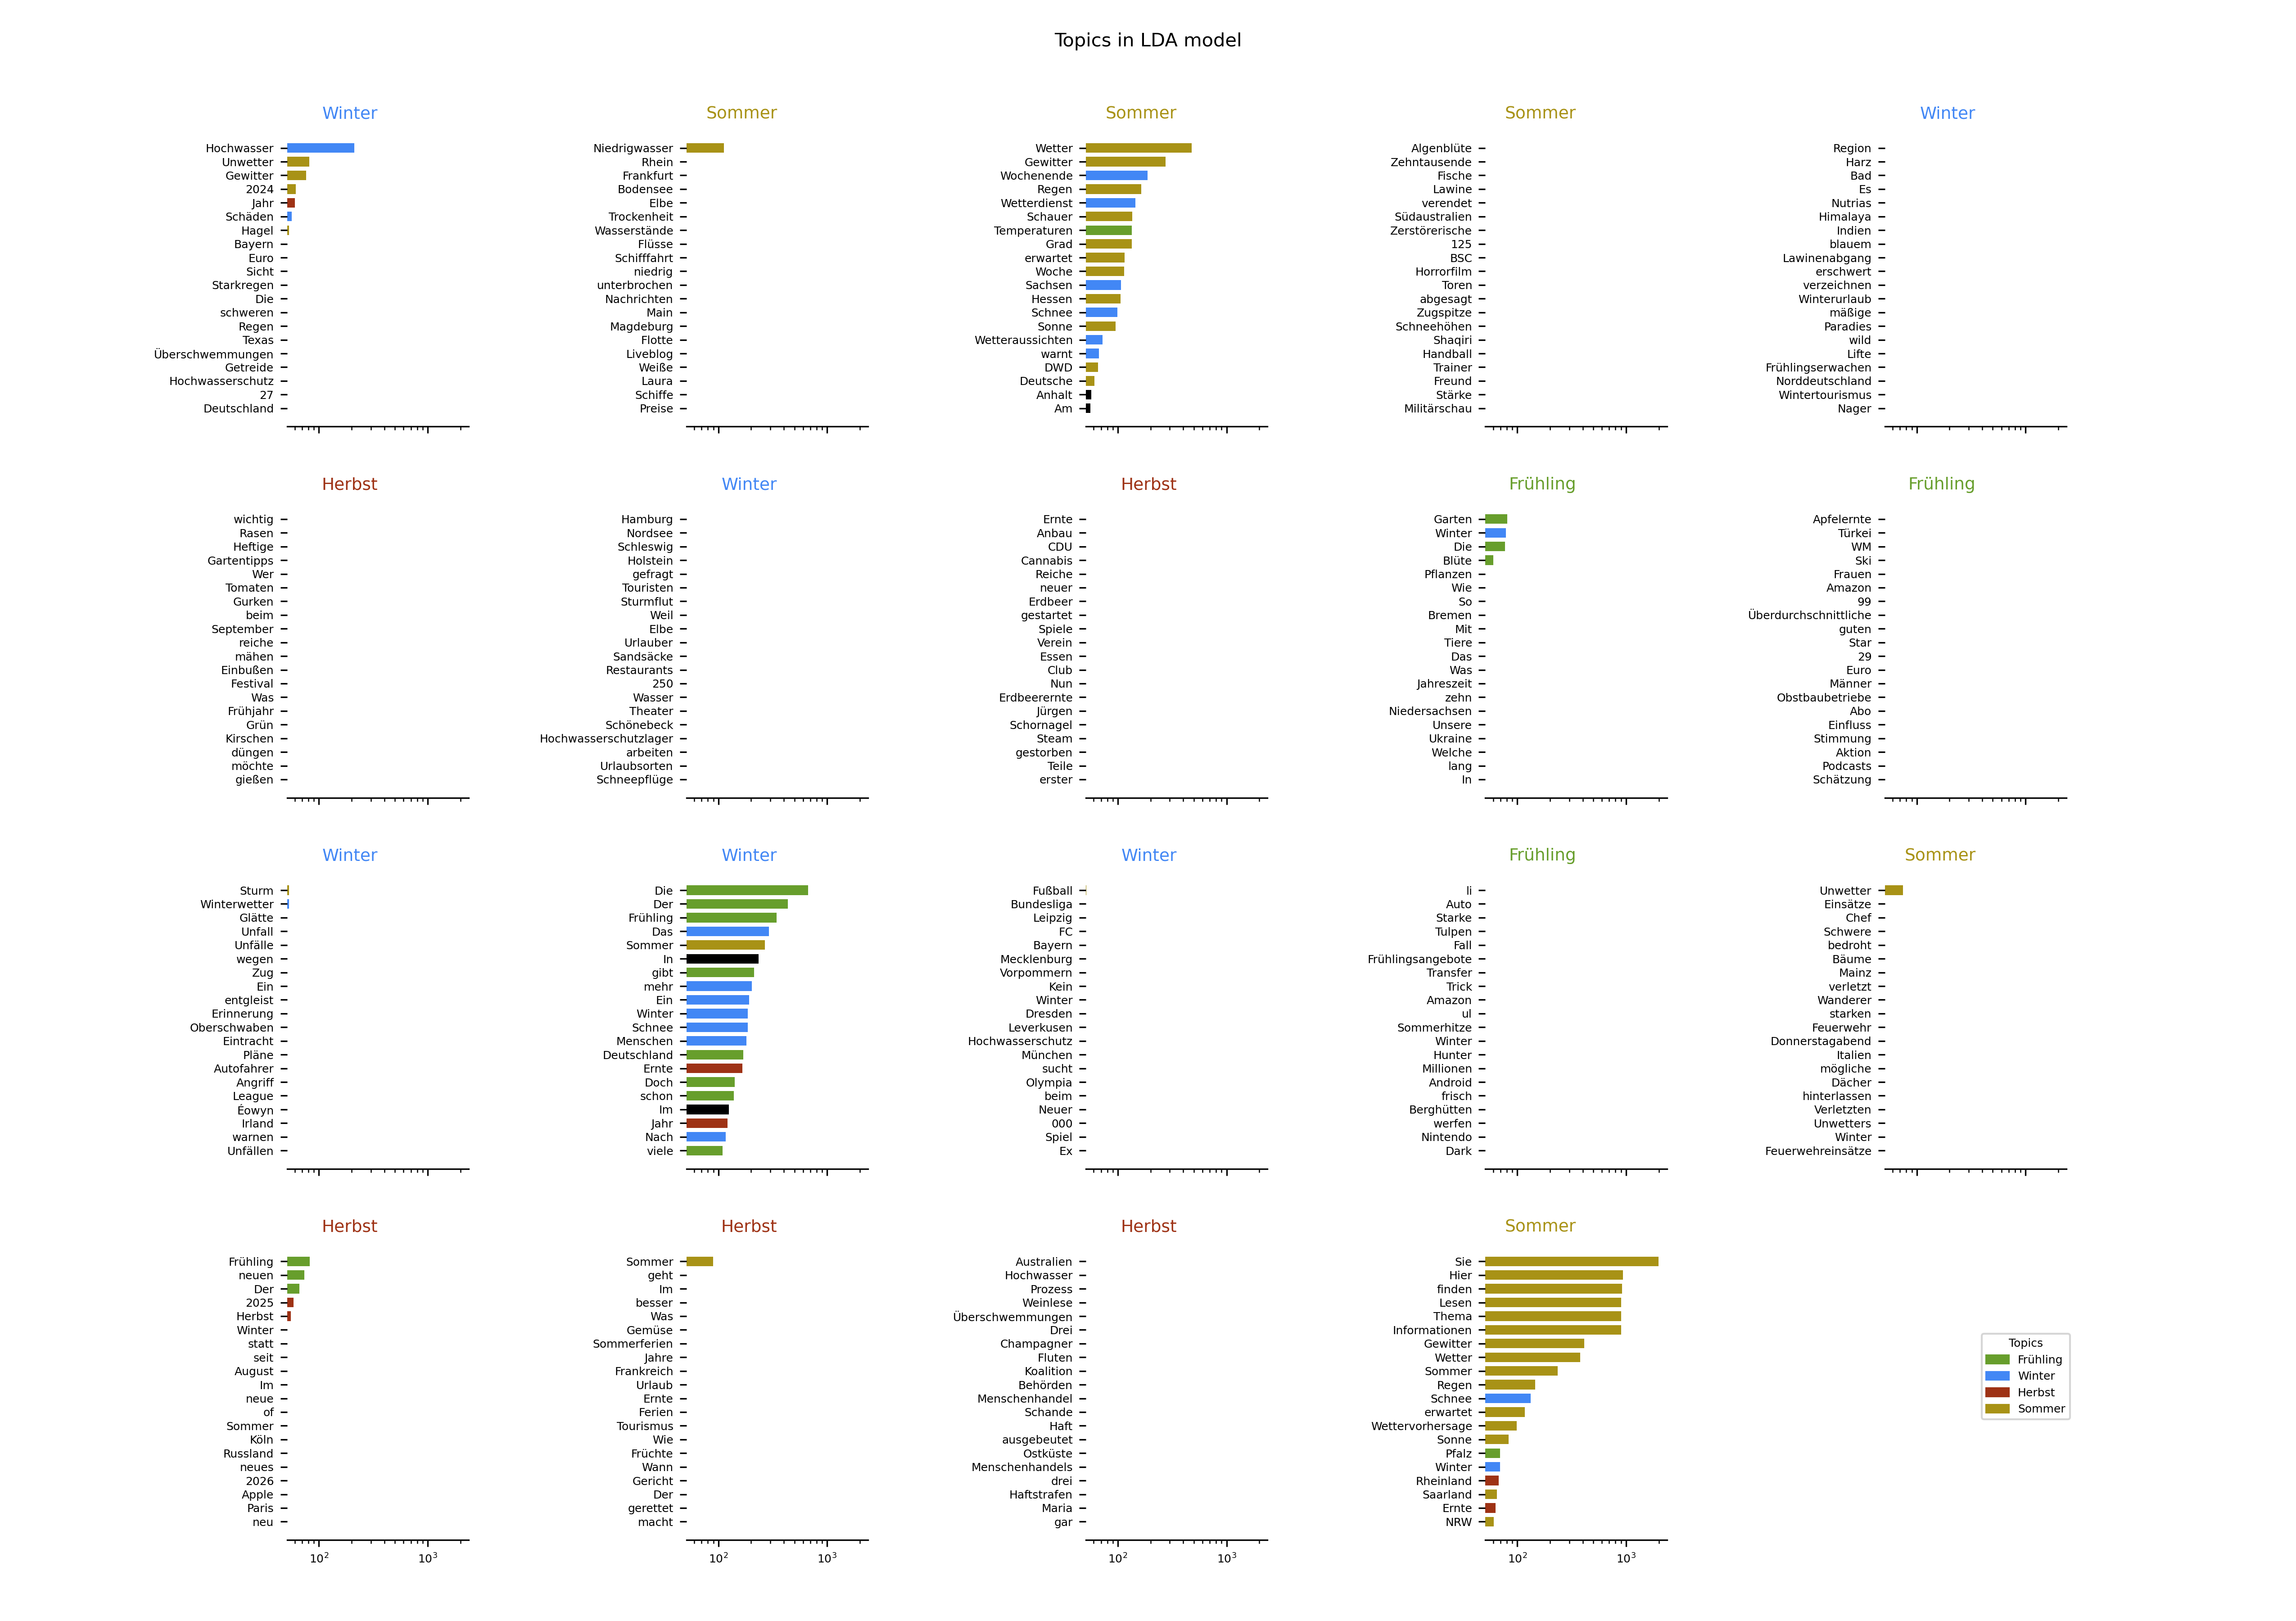 Topics in LDA model
Winter
Hochwasser
Unwetter
Gewitter
2024
Jahr
Schäden
Hagel
Bayern
Euro
Sicht
Starkregen
Die
schweren
Regen
Texas
Überschwemmungen
Getreide
Hochwasserschutz
27
Deutschland
Sommer
Niedrigwasser
Rhein
Frankfurt
Bodensee
Elbe
Trockenheit
Wasserstände
Flüsse
Schifffahrt
niedrig
unterbrochen
Nachrichten
Main
Magdeburg
Flotte
Liveblog
Weiße
Laura
Schiffe
Preise
Sommer
Wetter
Gewitter
Wochenende
Regen
Wetterdienst
Schauer
Temperaturen
Grad
erwartet
Woche
Sachsen
Hessen
Schnee
Sonne
Wetteraussichten
warnt
DWD
Deutsche
Anhalt
Am
Sommer
Algenblüte
Zehntausende
Fische
Lawine
verendet
Südaustralien
Zerstörerische
125
BSC
Horrorfilm
Toren
abgesagt
Zugspitze
Schneehöhen
Shaqiri
Handball
Trainer
Freund
Stärke
Militärschau
Winter
Region
Harz
Bad
Es
Nutrias
Himalaya
Indien
blauem
Lawinenabgang
erschwert
verzeichnen
Winterurlaub
mäßige
Paradies
wild
Lifte
Frühlingserwachen
Norddeutschland
Wintertourismus
Nager
Herbst
wichtig
Rasen
Heftige
Gartentipps
Wer
Tomaten
Gurken
beim
September
reiche
mähen
Einbußen
Festival
Was
Frühjahr
Grün
Kirschen
düngen
möchte
gießen
Winter
Hamburg
Nordsee
Schleswig
Holstein
gefragt
Touristen
Sturmflut
Weil
Elbe
Urlauber
Sandsäcke
Restaurants
250
Wasser
Theater
Schönebeck
Hochwasserschutzlager
arbeiten
Urlaubsorten
Schneepflüge
Herbst
Ernte
Anbau
CDU
Cannabis
Reiche
neuer
Erdbeer
gestartet
Spiele
Verein
Essen
Club
Nun
Erdbeerernte
Jürgen
Schornagel
Steam
gestorben
Teile
erster
Frühling
Garten
Winter
Die
Blüte
Pflanzen
Wie
So
Bremen
Mit
Tiere
Das
Was
Jahreszeit
zehn
Niedersachsen
Unsere
Ukraine
Welche
lang
In
Frühling
Apfelernte
Türkei
WM
Ski
Frauen
Amazon
99
Überdurchschnittliche
guten
Star
29
Euro
Männer
Obstbaubetriebe
Abo
Einfluss
Stimmung
Aktion
Podcasts
Schätzung
Winter
Sturm
Winterwetter
Glätte
Unfall
Unfälle
wegen
Zug
Ein
entgleist
Erinnerung
Oberschwaben
Eintracht
Pläne
Autofahrer
Angriff
League
Éowyn
Irland
warnen
Unfällen
Winter
Die
Der
Frühling
Das
Sommer
In
gibt
mehr
Ein
Winter
Schnee
Menschen
Deutschland
Ernte
Doch
schon
Im
Jahr
Nach
viele
Winter
Fußball
Bundesliga
Leipzig
FC
Bayern
Mecklenburg
Vorpommern
Kein
Winter
Dresden
Leverkusen
Hochwasserschutz
München
sucht
Olympia
beim
Neuer
000
Spiel
Ex
Frühling
li
Auto
Starke
Tulpen
Fall
Frühlingsangebote
Transfer
Trick
Amazon
ul
Sommerhitze
Winter
Hunter
Millionen
Android
frisch
Berghütten
werfen
Nintendo
Dark
Sommer
Unwetter
Einsätze
Chef
Schwere
bedroht
Bäume
Mainz
verletzt
Wanderer
starken
Feuerwehr
Donnerstagabend
Italien
mögliche
Dächer
hinterlassen
Verletzten
Unwetters
Winter
Feuerwehreinsätze
Herbst
Frühling
neuen
Der
2025
Herbst
Winter
statt
seit
August
Im
neue
of
Sommer
Köln
Russland
neues
2026
Apple
Paris
neu
10²
10³
Herbst
Sommer
geht
Im
besser
Was
Gemüse
Sommerferien
Jahre
Frankreich
Urlaub
Ernte
Ferien
Tourismus
Wie
Früchte
Wann
Gericht
Der
gerettet
macht
10²
10³
Herbst
Australien
Hochwasser
Prozess
Weinlese
Überschwemmungen
Drei
Champagner
Fluten
Koalition
Behörden
Menschenhandel
Schande
Haft
ausgebeutet
Ostküste
Menschenhandels
drei
Haftstrafen
Maria
gar
10²
10³
Sommer
Sie
Hier
finden
Lesen
Thema
Informationen
Gewitter
Wetter
Sommer
Regen
Schnee
erwartet
Wettervorhersage
Sonne
Pfalz
Winter
Rheinland
Saarland
Ernte
NRW
10²
10³
Topics
Frühling
Winter
Herbst
Sommer